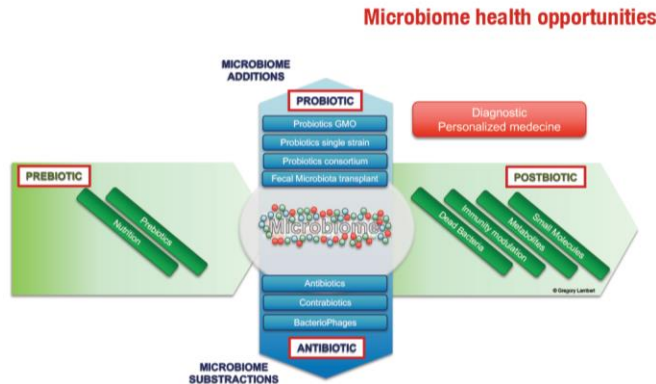 Microbiome health opportunities
MICROBIOME
ADDITIONS
PROBIOTIC
Probiotics GMO
Probiotics single strain
Probiotics consortium
Fecal Microbiota transplant
Diagnostic
Personalized medecine
PREBIOTIC
Prebiotics
Nutrition
Microbiome
POSTBIOTIC
Small Molecules
Metabolites
Immunity modulation
Dead Bacteria
© Gregory Lambert
Antibiotics
Contrabiotics
BacterioPhages
ANTIBIOTIC
MICROBIOME
SUBSTRACTIONS